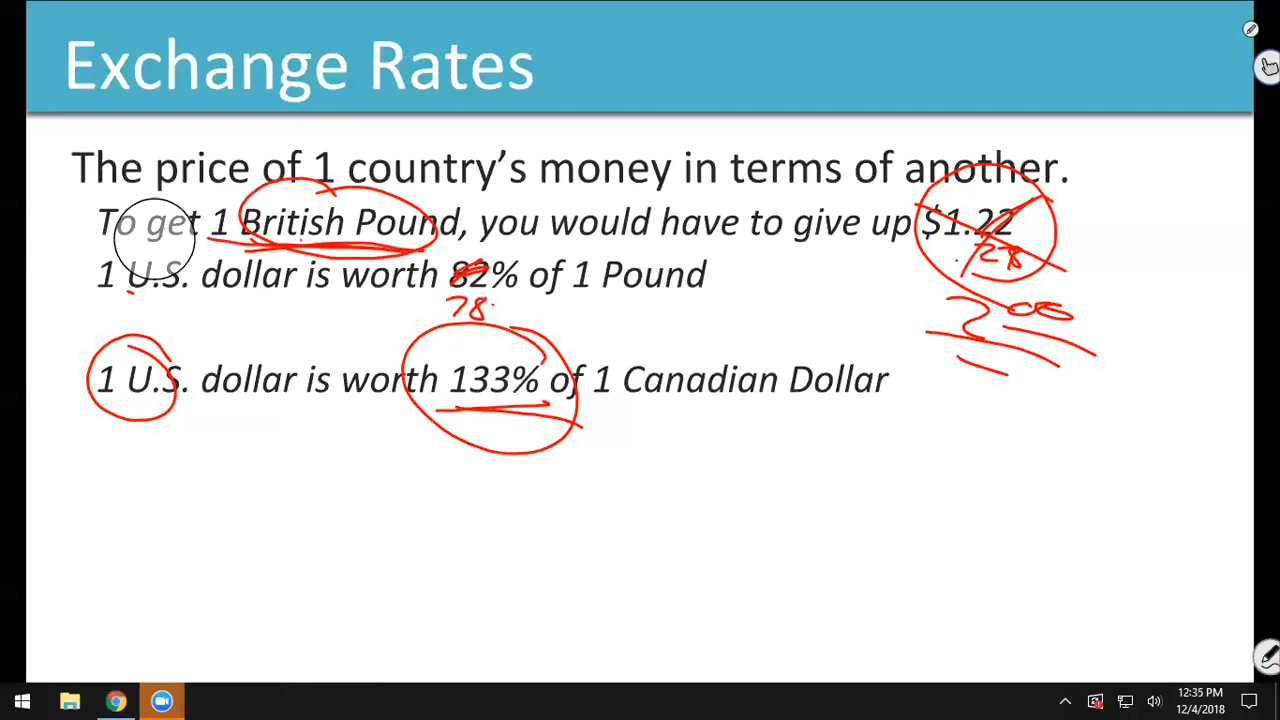 Exchange Rates
The price of 1 country's money in terms of another.
To get 1 British Pound, you would have to give up $1.22
1.28
1 U.S. dollar is worth 82% of 1 Pound
78
2.00
1 U.S. dollar is worth 133% of 1 Canadian Dollar
12:35 PM
12/4/2018